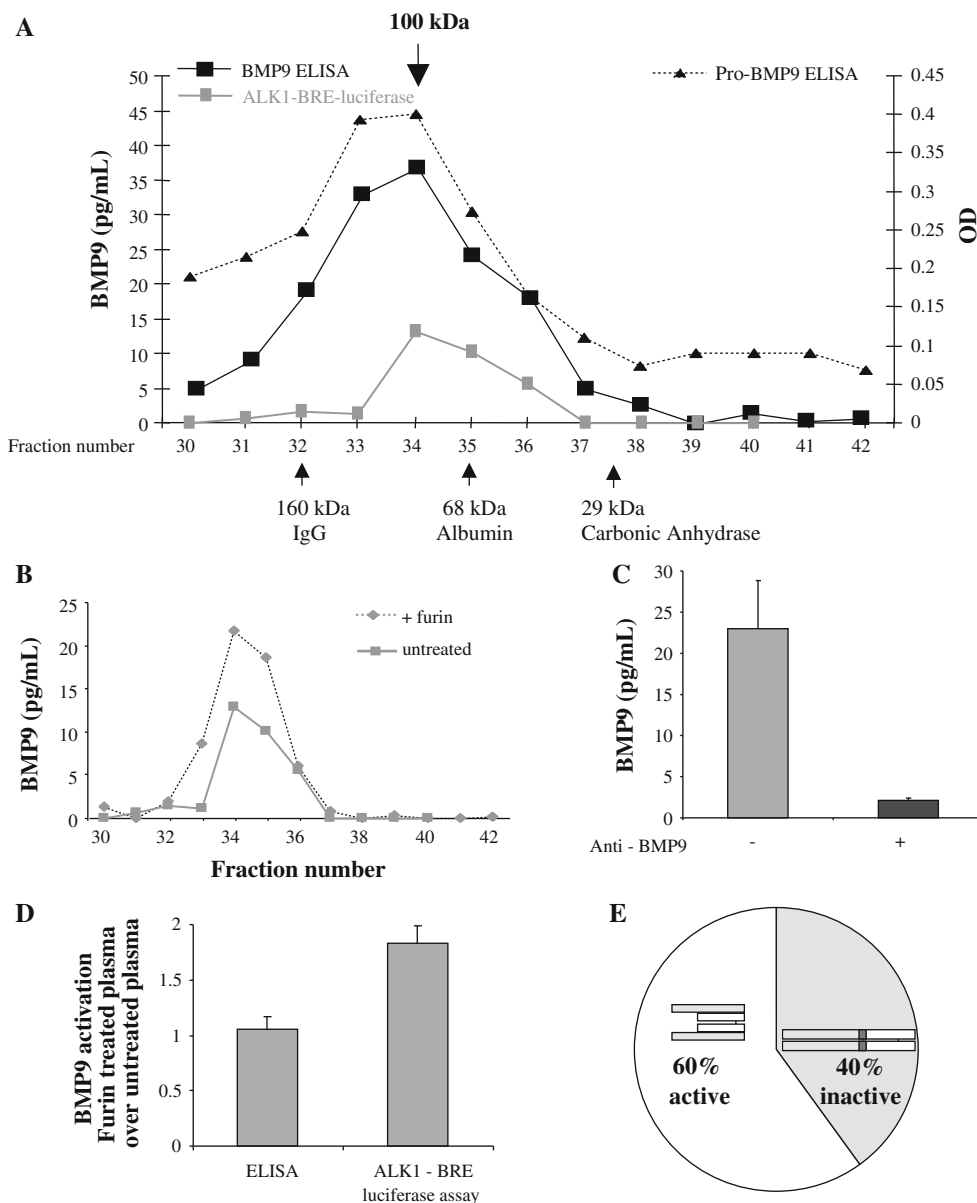 A
100 kDa
BMP9 ELISA
ALK1-BRE-luciferase
Pro-BMP9 ELISA
50
45
40
35
30
25
20
15
10
5
0
BMP9 (pg/mL)
0.45
0.4
0.35
0.3
0.25
0.2
0.15
0.1
0.05
0
OD
Fraction number
30 31 32 33 34 35 36 37 38 39 40 41 42
160 kDa
IgG
68 kDa
Albumin
29 kDa
Carbonic Anhydrase
B
25
20
15
10
5
0
BMP9 (pg/mL)
+ furin
untreated
30 32 34 36 38 40 42
Fraction number
C
30
25
20
15
10
5
0
BMP9 (pg/mL)
Anti - BMP9 - +
D
2
1.5
1
0.5
0
BMP9 activation
Furin treated plasma
over untreated plasma
ELISA
ALK1 - BRE
luciferase assay
E
60%
active
40%
inactive